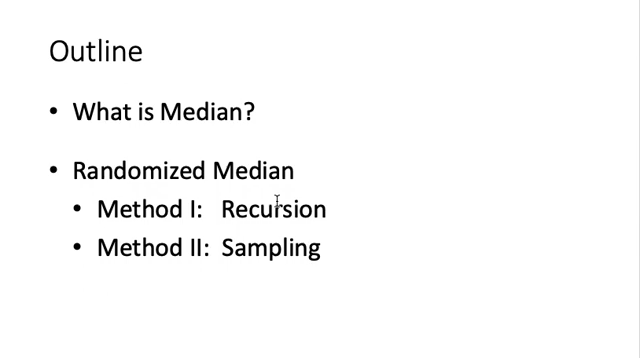 Outline
• What is Median?
• Randomized Median
• Method I: Recursion
• Method II: Sampling